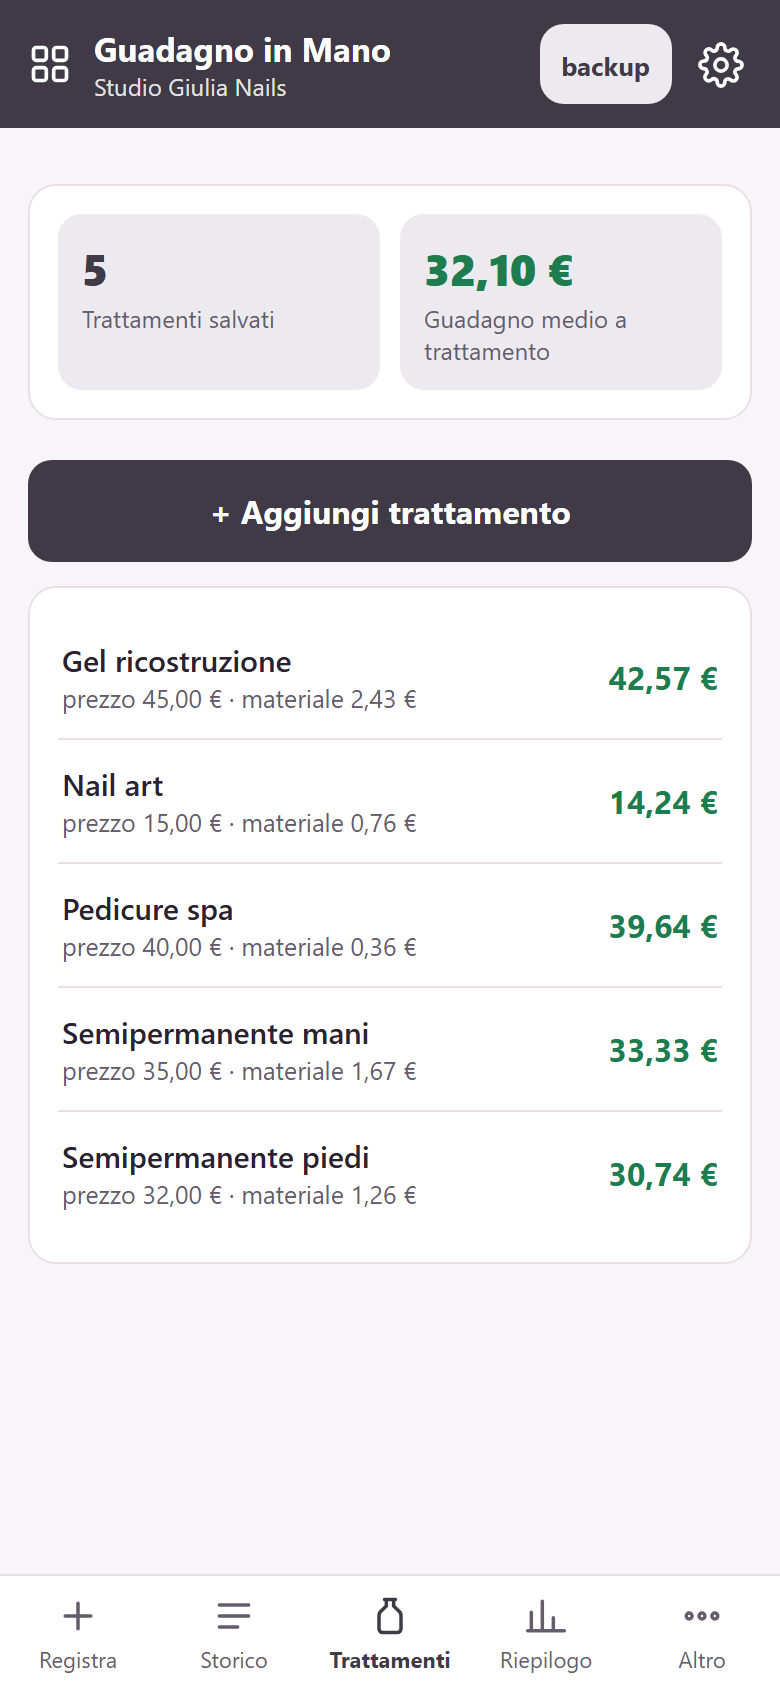 Guadagno in Mano
Studio Giulia Nails
backup
5
Trattamenti salvati
32,10 €
Guadagno medio a
trattamento
+ Aggiungi trattamento
Gel ricostruzione
prezzo 45,00 € · materiale 2,43 €
42,57 €
Nail art
prezzo 15,00 € · materiale 0,76 €
14,24 €
Pedicure spa
prezzo 40,00 € · materiale 0,36 €
39,64 €
Semipermanente mani
prezzo 35,00 € · materiale 1,67 €
33,33 €
Semipermanente piedi
prezzo 32,00 € · materiale 1,26 €
30,74 €
Registra
Storico
Trattamenti
Riepilogo
Altro